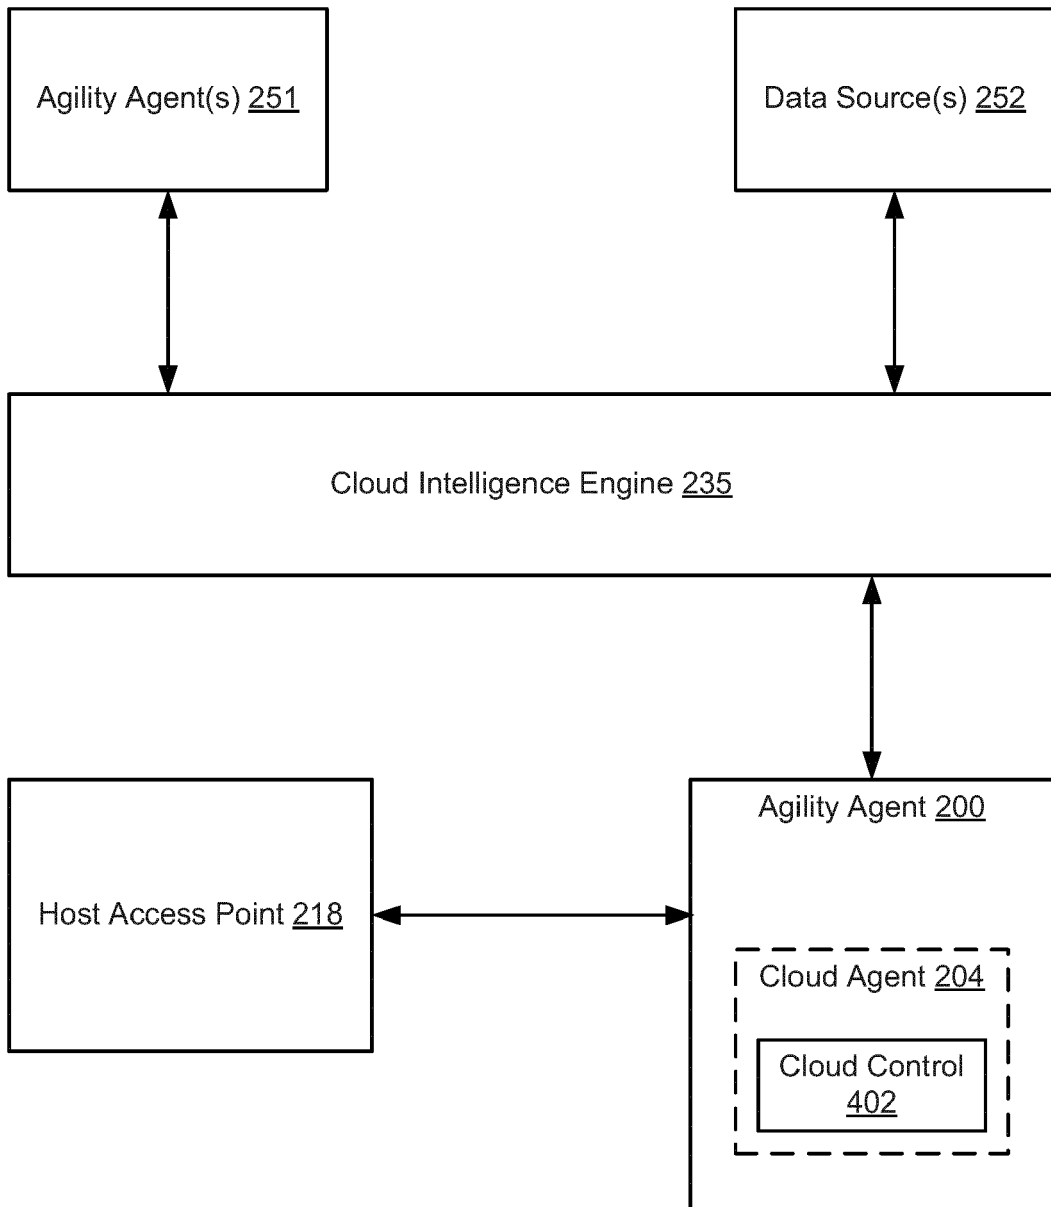 Agility Agent(s) 251
Data Source(s) 252
Cloud Intelligence Engine 235
Agility Agent 200
Host Access Point 218
Cloud Agent 204
Cloud Control
402